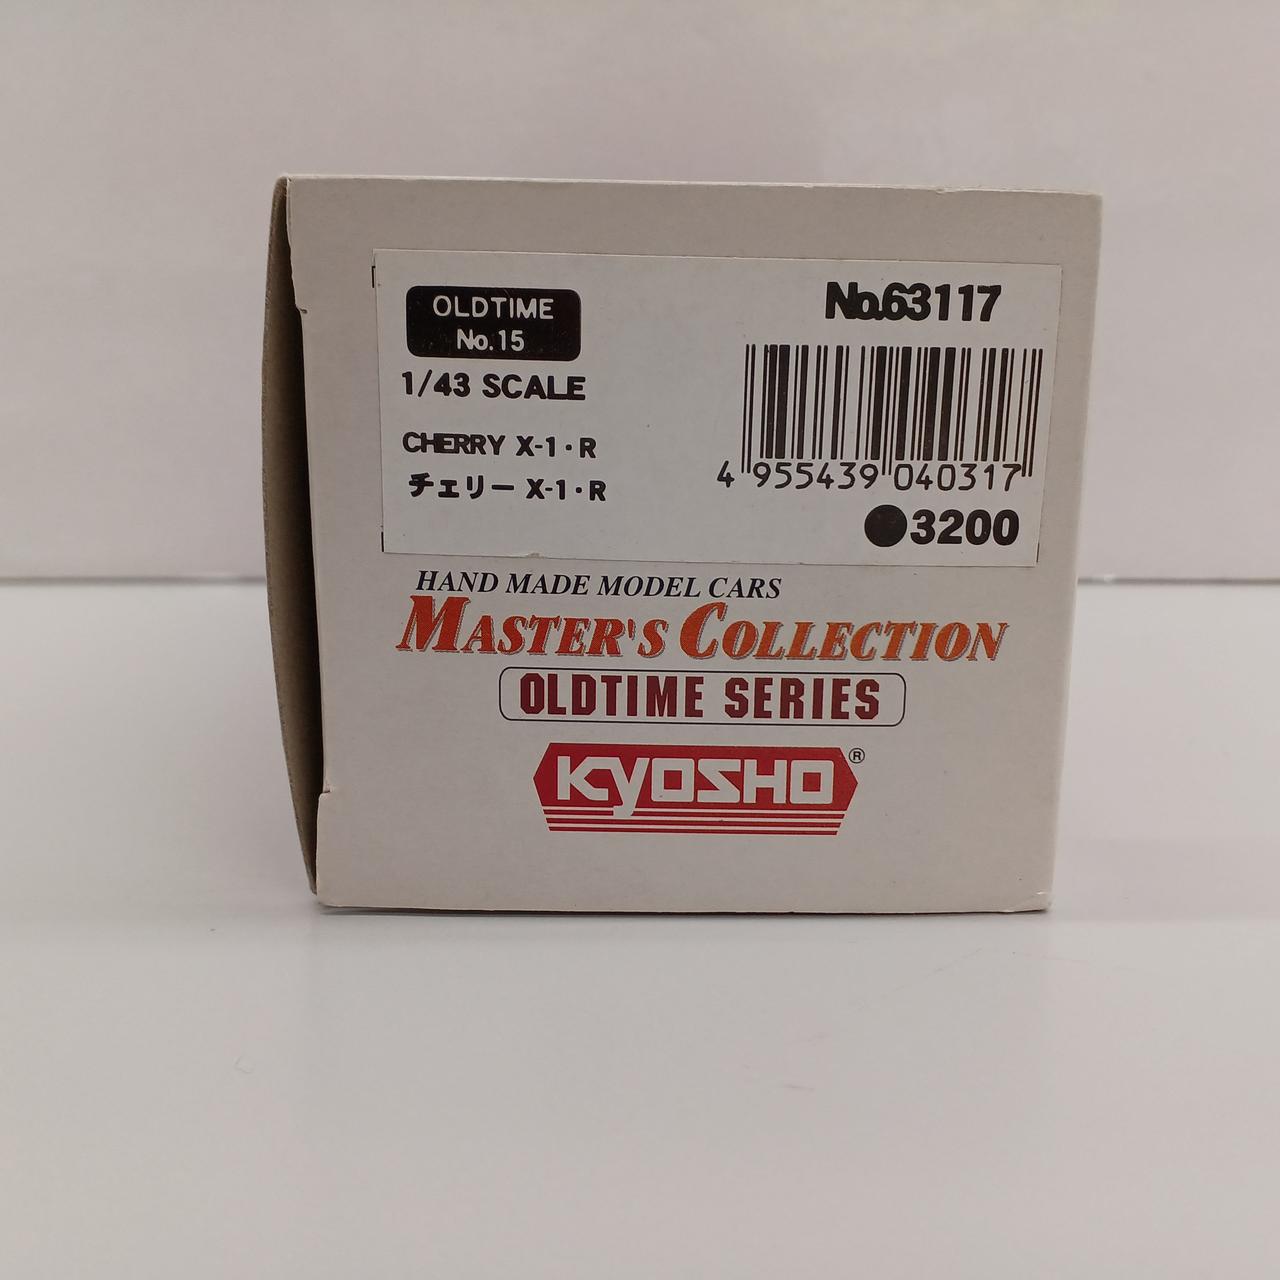 OLDTIME
No.15
1/43 SCALE
CHERRY X-1・R
チェリー X-1・R
No.63117
4 955439 040317
●3200
HAND MADE MODEL CARS
MASTER'S COLLECTION
OLDTIME SERIES
KYOSHO ®